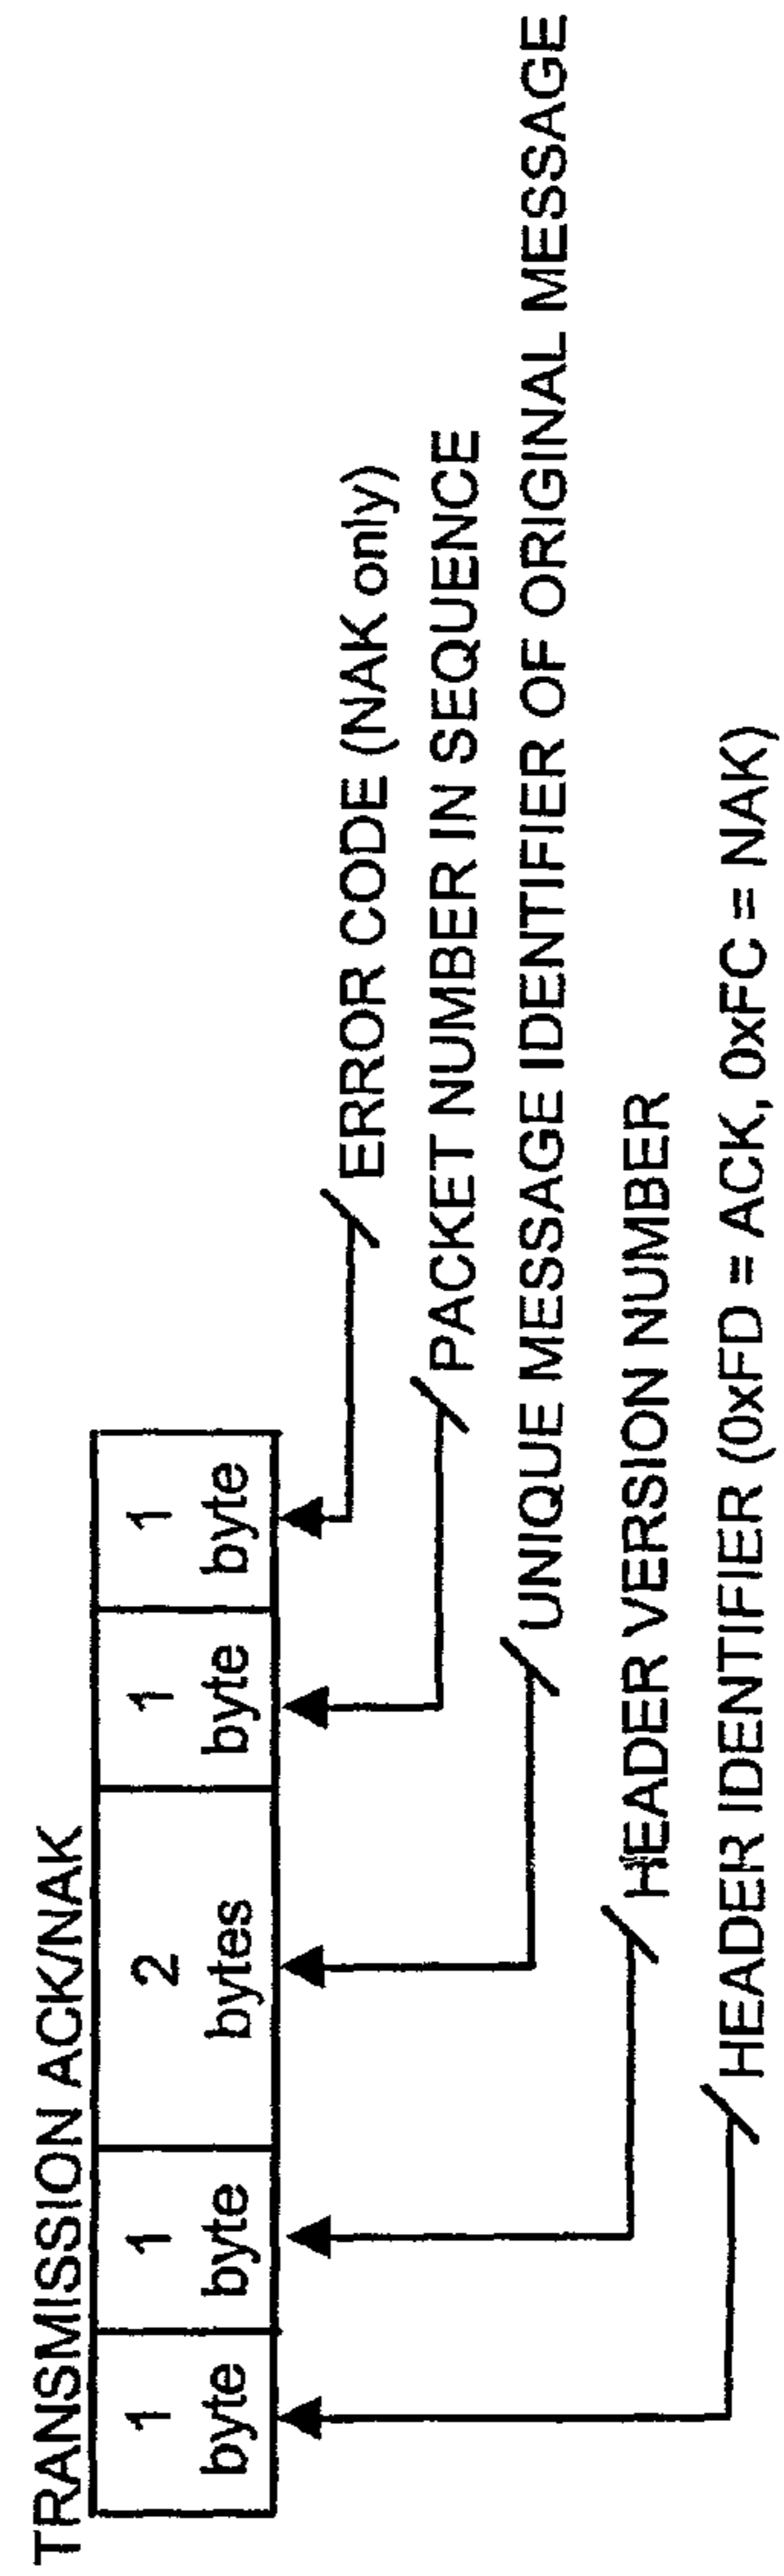 TRANSMISSION ACK/NAK
1 byte
1 byte
2 bytes
1 byte
1 byte
ERROR CODE (NAK only)
PACKET NUMBER IN SEQUENCE
UNIQUE MESSAGE IDENTIFIER OF ORIGINAL MESSAGE
HEADER VERSION NUMBER
HEADER IDENTIFIER (0xFD = ACK, 0xFC = NAK)